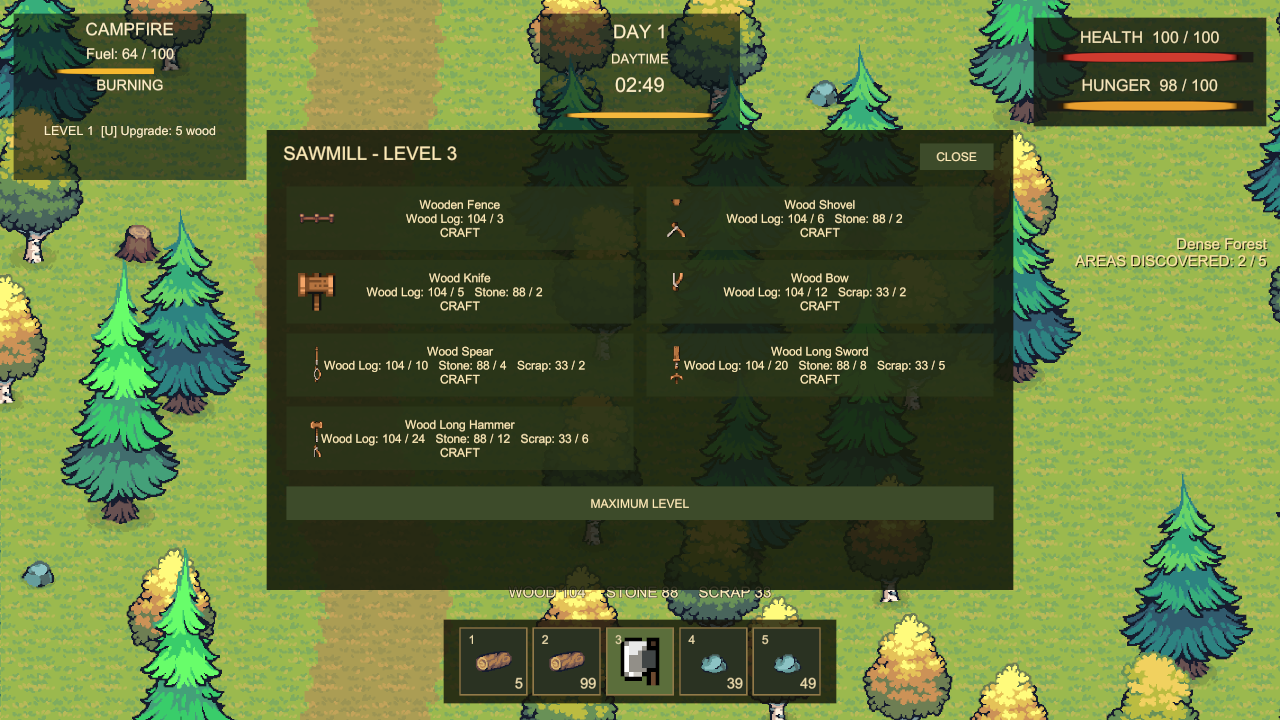 CAMPFIRE
Fuel: 64 / 100
BURNING
LEVEL 1 [U] Upgrade: 5 wood
DAY 1
DAYTIME
02:49
HEALTH 100 / 100
HUNGER 98 / 100
SAWMILL - LEVEL 3
CLOSE
Wooden Fence
Wood Log: 104 / 3
CRAFT
Wood Shovel
Wood Log: 104 / 6 Stone: 88 / 2
CRAFT
Wood Knife
Wood Log: 104 / 5 Stone: 88 / 2
CRAFT
Wood Bow
Wood Log: 104 / 12 Scrap: 33 / 2
CRAFT
Wood Spear
Wood Log: 104 / 10 Stone: 88 / 4 Scrap: 33 / 2
CRAFT
Wood Long Sword
Wood Log: 104 / 20 Stone: 88 / 8 Scrap: 33 / 5
CRAFT
Wood Long Hammer
Wood Log: 104 / 24 Stone: 88 / 12 Scrap: 33 / 6
CRAFT
MAXIMUM LEVEL
Dense Forest
AREAS DISCOVERED: 2 / 5
WOOD 104 STONE 88 SCRAP 33
1 2 3 4 5
5 99 39 49